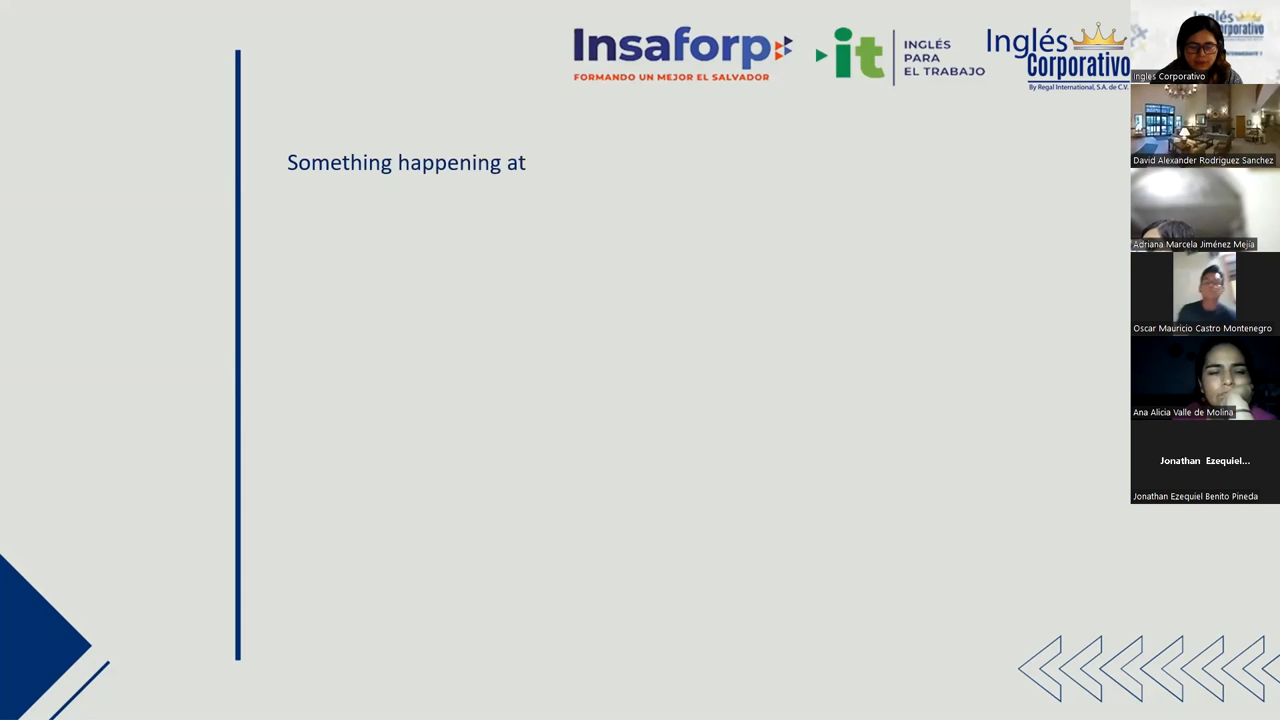 Insaforp
FORMANDO UN MEJOR EL SALVADOR
it
INGLÉS
PARA
EL TRABAJO
Inglés
Corporativo
By Regal International, S.A. de C.V.
Something happening at
Inglés
Corporativo
Ingles Corporativo
David Alexander Rodriguez Sanchez
Adriana Marcela Jiménez Mejía
Oscar Mauricio Castro Montenegro
Ana Alicia Valle de Molina
Jonathan Ezequiel...
Jonathan Ezequiel Benito Pineda